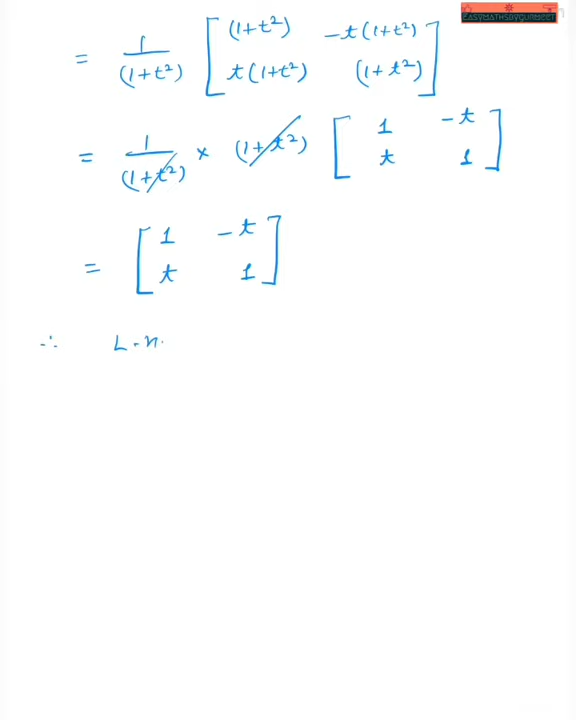 EASYMATHSBYGURMEET
= 1/(1+t²) [ (1+t²) -t(1+t²)
t(1+t²) (1+t²) ]
= 1/(1+t²) × (1+t²) [ 1 -t
t 1 ]
= [ 1 -t
t 1 ]
∴ L-H.